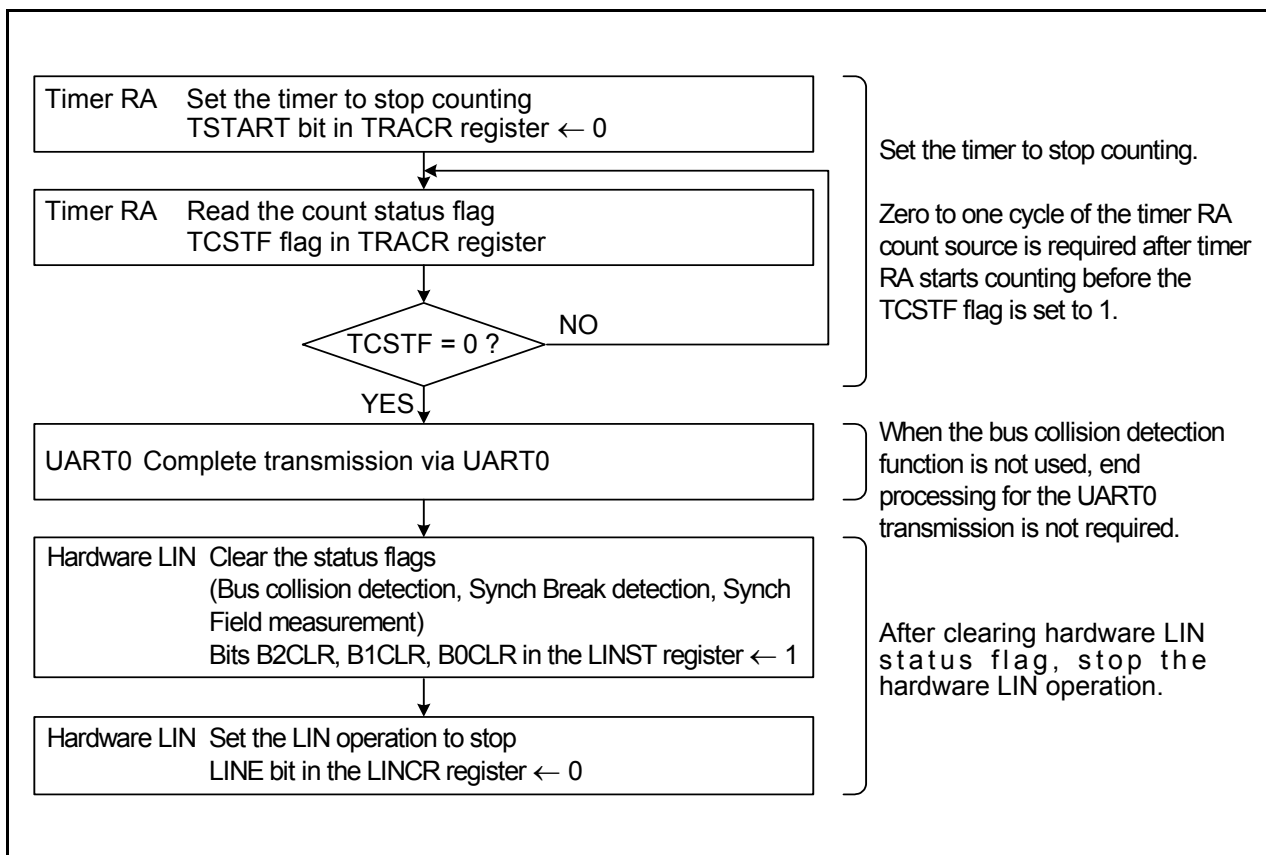 Timer RA Set the timer to stop counting
TSTART bit in TRACR register ← 0
Timer RA Read the count status flag
TCSTF flag in TRACR register
TCSTF = 0 ?
NO
YES
Set the timer to stop counting.
Zero to one cycle of the timer RA
count source is required after timer
RA starts counting before the
TCSTF flag is set to 1.
UART0 Complete transmission via UART0
When the bus collision detection
function is not used, end
processing for the UART0
transmission is not required.
Hardware LIN Clear the status flags
(Bus collision detection, Synch Break detection, Synch
Field measurement)
Bits B2CLR, B1CLR, B0CLR in the LINST register ← 1
Hardware LIN Set the LIN operation to stop
LINE bit in the LINCR register ← 0
After clearing hardware LIN
status flag, stop the
hardware LIN operation.